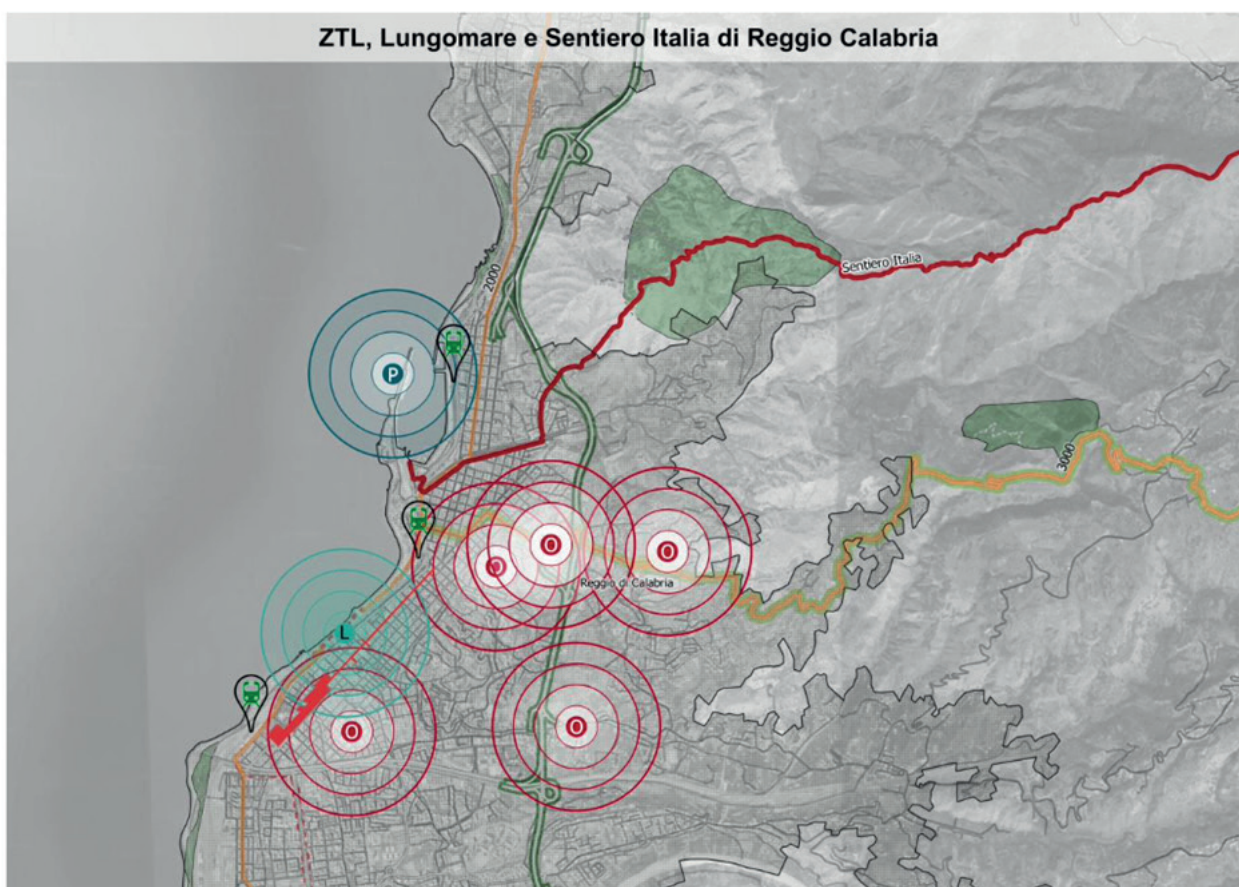 ZTL, Lungomare e Sentiero Italia di Reggio Calabria
2000
Sentiero Italia
P
3000
O
O
O
Reggio di Calabria
L
O
O